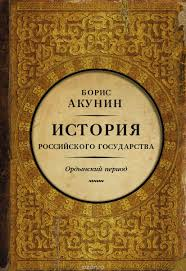 БОРИС
АКУНИН
ИСТОРИЯ
РОССИЙСКОГО ГОСУДАРСТВА
Ордынский период